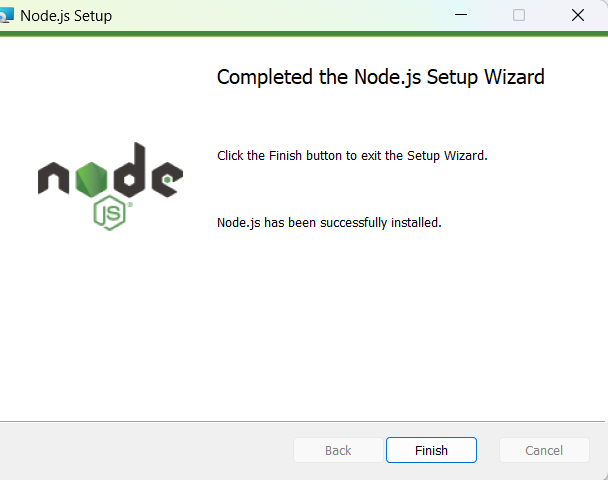 Node.js Setup
Completed the Node.js Setup Wizard
Click the Finish button to exit the Setup Wizard.
node
JS®
Node.js has been successfully installed.
Back
Finish
Cancel